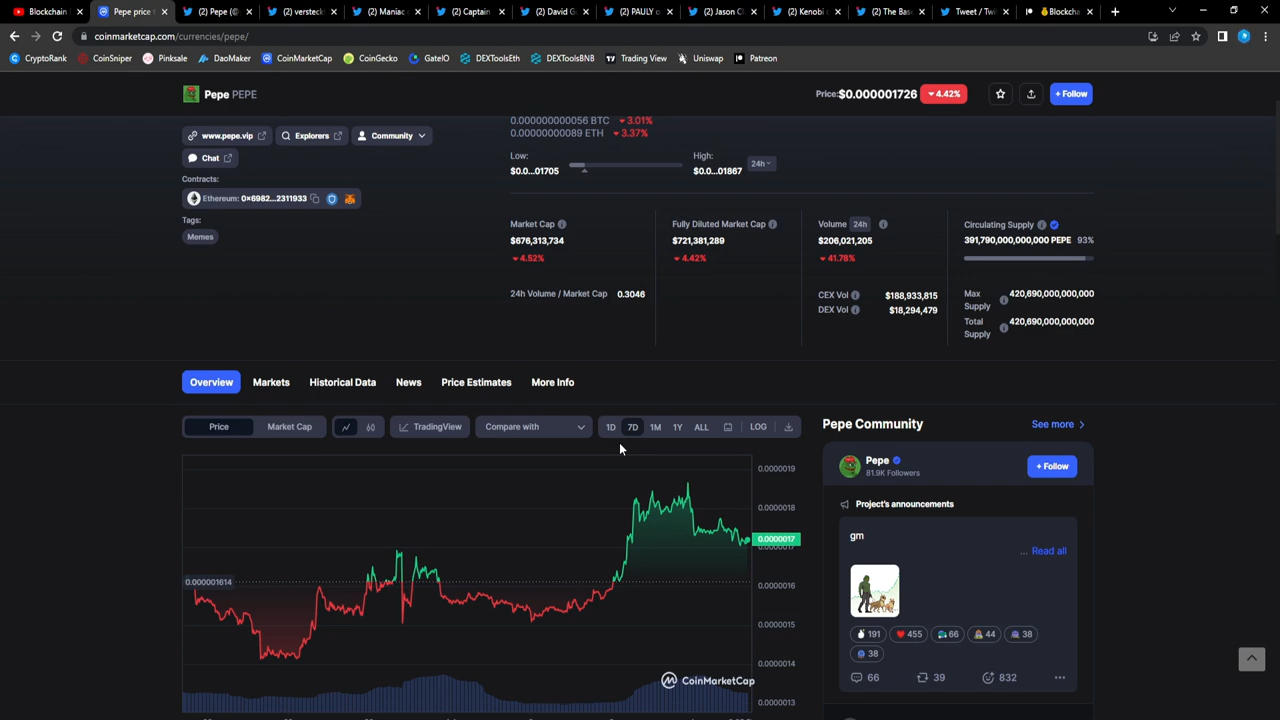 Blockchain
Pepe price
(2) Pepe (@
(2) versteck
(2) Maniac
(2) Captain
(2) David G
(2) PAULY
(2) Jason C
(2) Kenobi
(2) The Bas
Tweet / Twi
Blockcha
coinmarketcap.com/currencies/pepe/
CryptoRank
CoinSniper
Pinksale
DaoMaker
CoinMarketCap
CoinGecko
GateIO
DEXToolsEth
DEXToolsBNB
Trading View
Uniswap
Patreon
Pepe PEPE
Price:$0.000001726 4.42%
+ Follow
0.00000000056 BTC 3.01%
0.00000000089 ETH 3.37%
www.pepe.vip
Explorers
Community
Chat
Low:
$0.0...01705
High:
$0.0...01867
24h
Contracts:
Ethereum: 0x6982...2311933
Tags:
Memes
Market Cap
$676,313,734
4.52%
24h Volume / Market Cap 0.3046
Fully Diluted Market Cap
$721,381,289
4.42%
Volume 24h
$206,021,205
41.78%
CEX Vol $188,933,815
DEX Vol $18,294,479
Circulating Supply
391,790,000,000,000 PEPE 93%
Max Supply 420,690,000,000,000
Total Supply 420,690,000,000,000
Overview
Markets
Historical Data
News
Price Estimates
More Info
Price
Market Cap
TradingView
Compare with
1D
7D
1M
1Y
ALL
LOG
0.0000019
0.0000018
0.0000017
0.0000017
0.0000016
0.0000015
0.0000014
0.0000013
0.000001614
CoinMarketCap
Pepe Community
See more
Pepe
81.9K Followers
+ Follow
Project's announcements
gm
... Read all
191
455
66
44
38
38
66
39
832